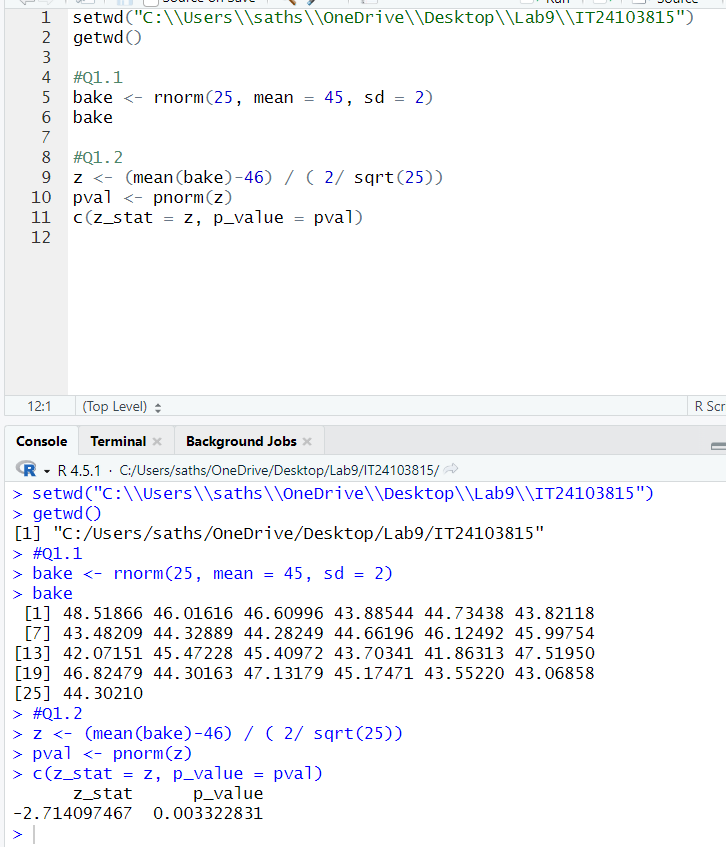 Source on Save Run Source
1 setwd("C:\\Users\\saths\\OneDrive\\Desktop\\Lab9\\IT24103815")
2 getwd()
3
4 #Q1.1
5 bake <- rnorm(25, mean = 45, sd = 2)
6 bake
7
8 #Q1.2
9 z <- (mean(bake)-46) / ( 2/ sqrt(25))
10 pval <- pnorm(z)
11 c(z_stat = z, p_value = pval)
12
12:1 (Top Level) R Scr
Console Terminal Background Jobs
R R 4.5.1 · C:/Users/saths/OneDrive/Desktop/Lab9/IT24103815/
> setwd("C:\\Users\\saths\\OneDrive\\Desktop\\Lab9\\IT24103815")
> getwd()
[1] "C:/Users/saths/OneDrive/Desktop/Lab9/IT24103815"
> #Q1.1
> bake <- rnorm(25, mean = 45, sd = 2)
> bake
[1] 48.51866 46.01616 46.60996 43.88544 44.73438 43.82118
[7] 43.48209 44.32889 44.28249 44.66196 46.12492 45.99754
[13] 42.07151 45.47228 45.40972 43.70341 41.86313 47.51950
[19] 46.82479 44.30163 47.13179 45.17471 43.55220 43.06858
[25] 44.30210
> #Q1.2
> z <- (mean(bake)-46) / ( 2/ sqrt(25))
> pval <- pnorm(z)
> c(z_stat = z, p_value = pval)
z_stat p_value
-2.714097467 0.003322831
>